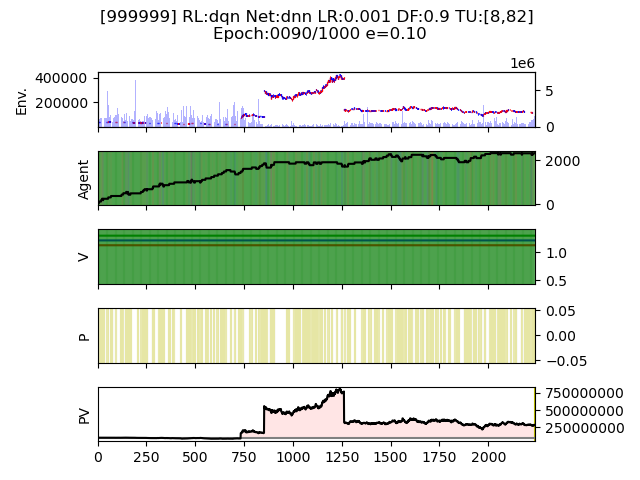 [999999] RL:dqn Net:dnn LR:0.001 DF:0.9 TU:[8,82]
Epoch:0090/1000 e=0.10
1e6
Env.
400000
200000
5
0
Agent
2000
0
V
1.0
0.5
P
0.05
0.00
−0.05
PV
750000000
500000000
250000000
0 250 500 750 1000 1250 1500 1750 2000